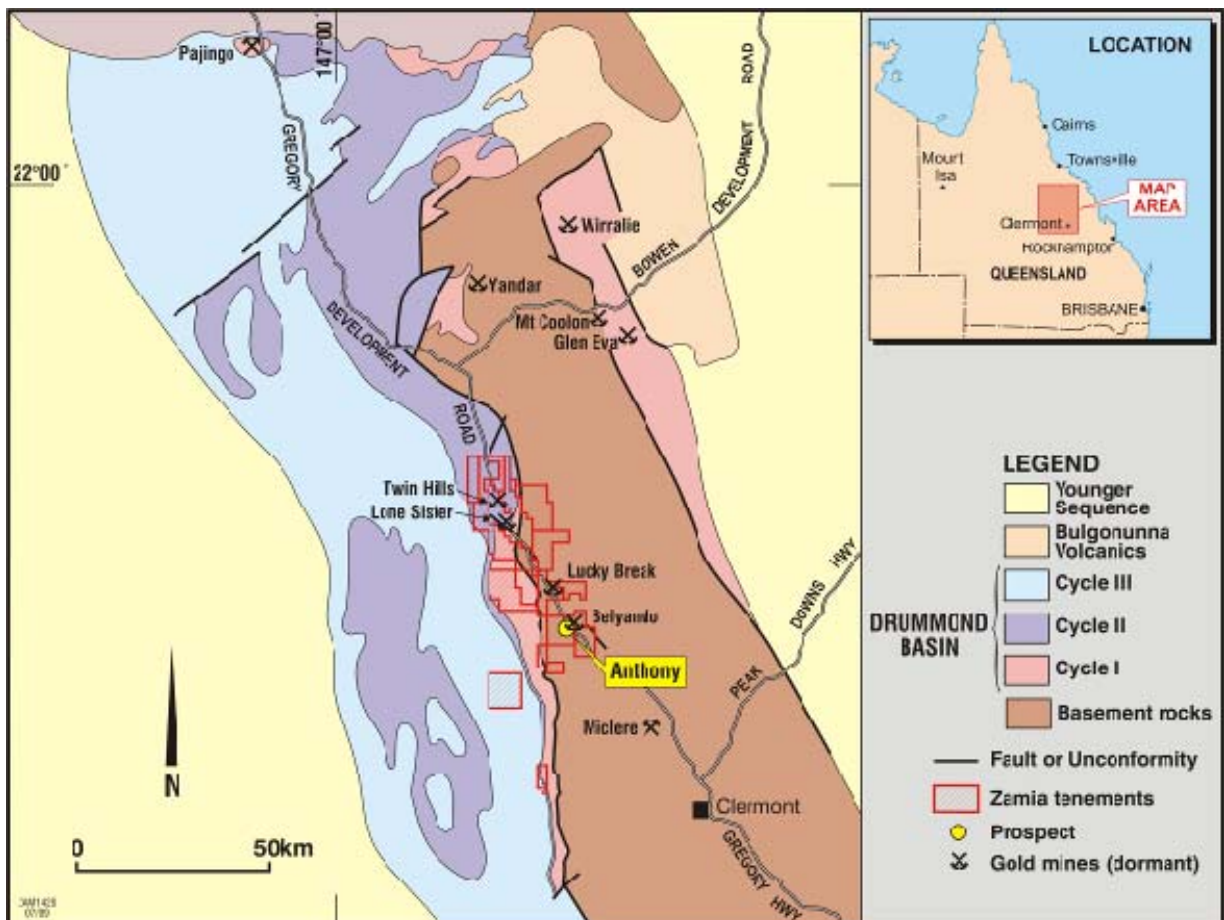 Pajingo
147°00'
22°00'
GREGORY
DEVELOPMENT
ROAD
BOWEN
DEVELOPMENT
ROAD
Wirralie
Yandar
Mt Coolon
Glen Eva
Twin Hills
Lone Sister
Lucky Break
Belyando
Anthony
Miclere
PEAK
DOWNS
HWY
Clermont
GREGORY
HWY
N
0
50km
07/09
LOCATION
Cairns
Townsville
Mount
Isa
MAP
AREA
Clermont
Rockhampton
QUEENSLAND
BRISBANE
LEGEND
Younger
Sequence
Bulgonunna
Volcanics
DRUMMOND
BASIN
Cycle III
Cycle II
Cycle I
Basement rocks
Fault or Unconformity
Zamia tenements
Prospect
Gold mines (dormant)